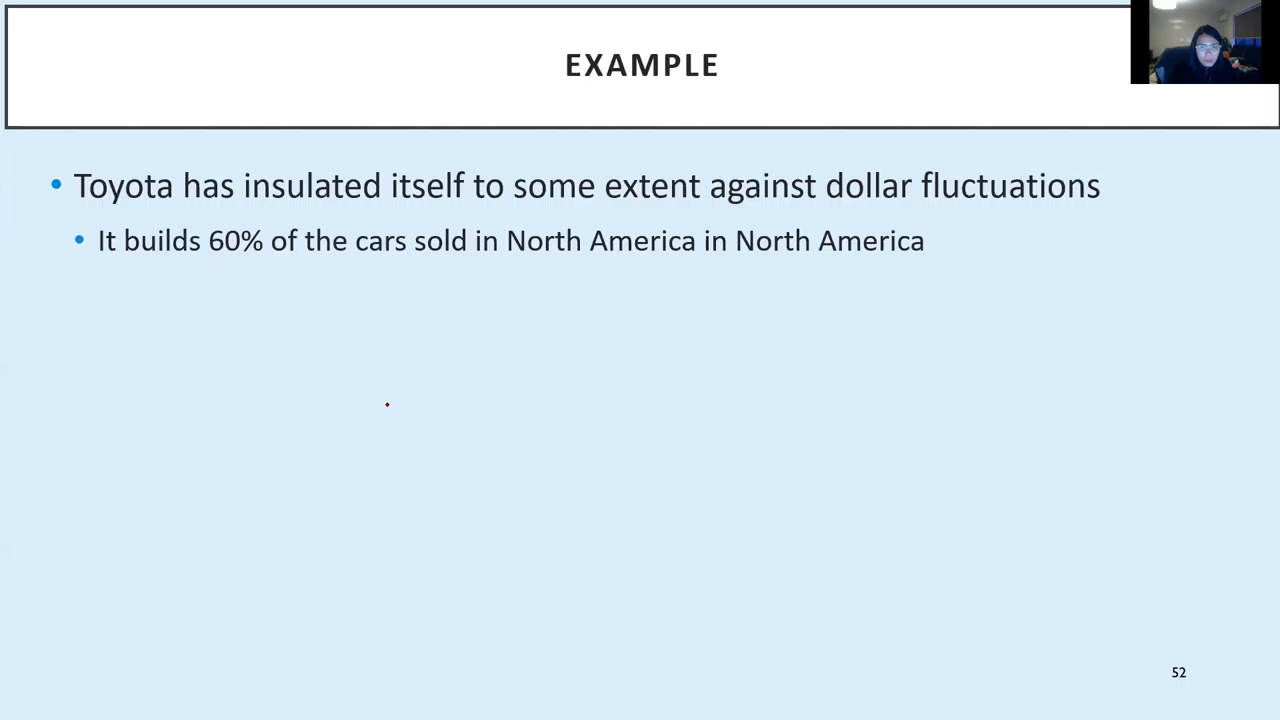 EXAMPLE
• Toyota has insulated itself to some extent against dollar fluctuations
• It builds 60% of the cars sold in North America in North America
52